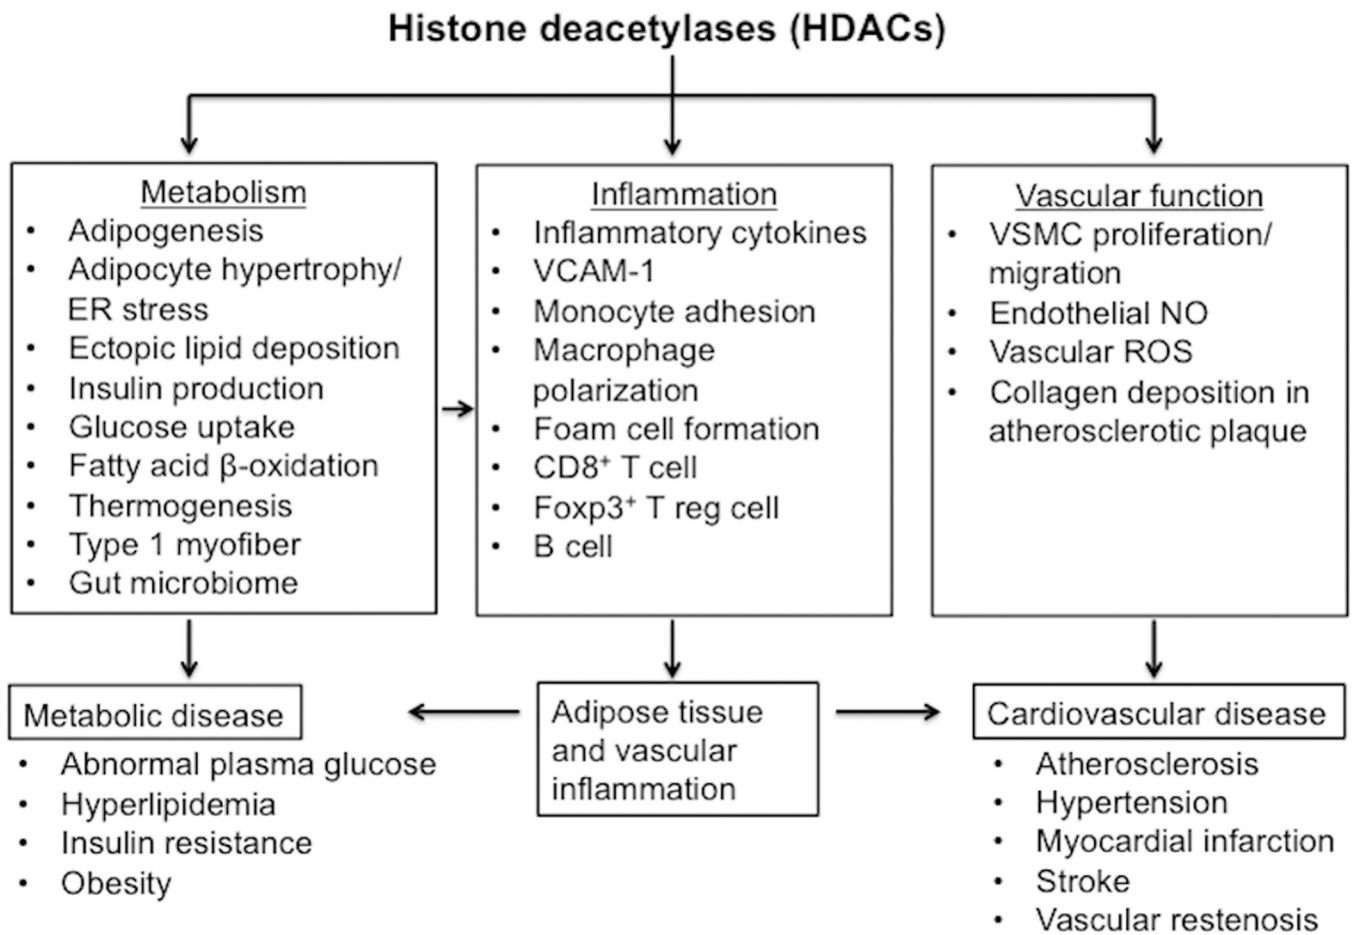 Histone deacetylases (HDACs)
Metabolism
• Adipogenesis
• Adipocyte hypertrophy/
ER stress
• Ectopic lipid deposition
• Insulin production
• Glucose uptake
• Fatty acid β-oxidation
• Thermogenesis
• Type 1 myofiber
• Gut microbiome
Inflammation
• Inflammatory cytokines
• VCAM-1
• Monocyte adhesion
• Macrophage
polarization
• Foam cell formation
• CD8⁺ T cell
• Foxp3⁺ T reg cell
• B cell
Vascular function
• VSMC proliferation/
migration
• Endothelial NO
• Vascular ROS
• Collagen deposition in
atherosclerotic plaque
Metabolic disease
• Abnormal plasma glucose
• Hyperlipidemia
• Insulin resistance
• Obesity
Adipose tissue
and vascular
inflammation
Cardiovascular disease
• Atherosclerosis
• Hypertension
• Myocardial infarction
• Stroke
• Vascular restenosis